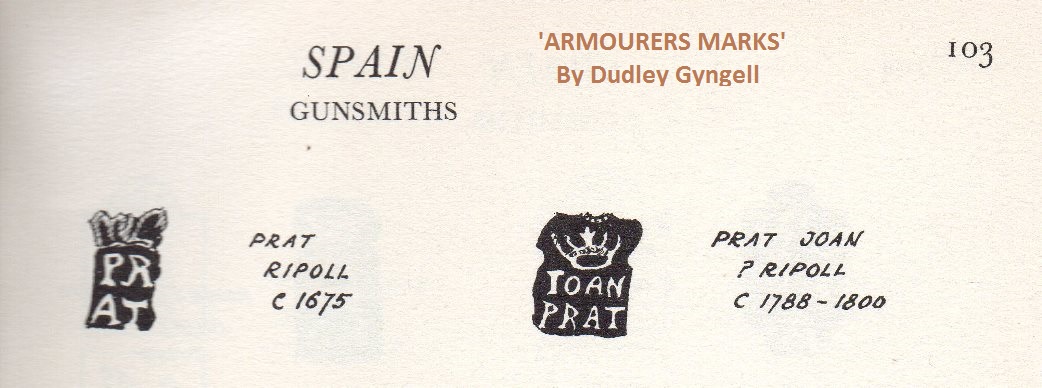 SPAIN
GUNSMITHS
'ARMOURERS MARKS'
By Dudley Gyngell
103
PR
AT
PRAT
RIPOLL
C 1675
IOAN
PRAT
PRAT JOAN
? RIPOLL
C 1788-1800